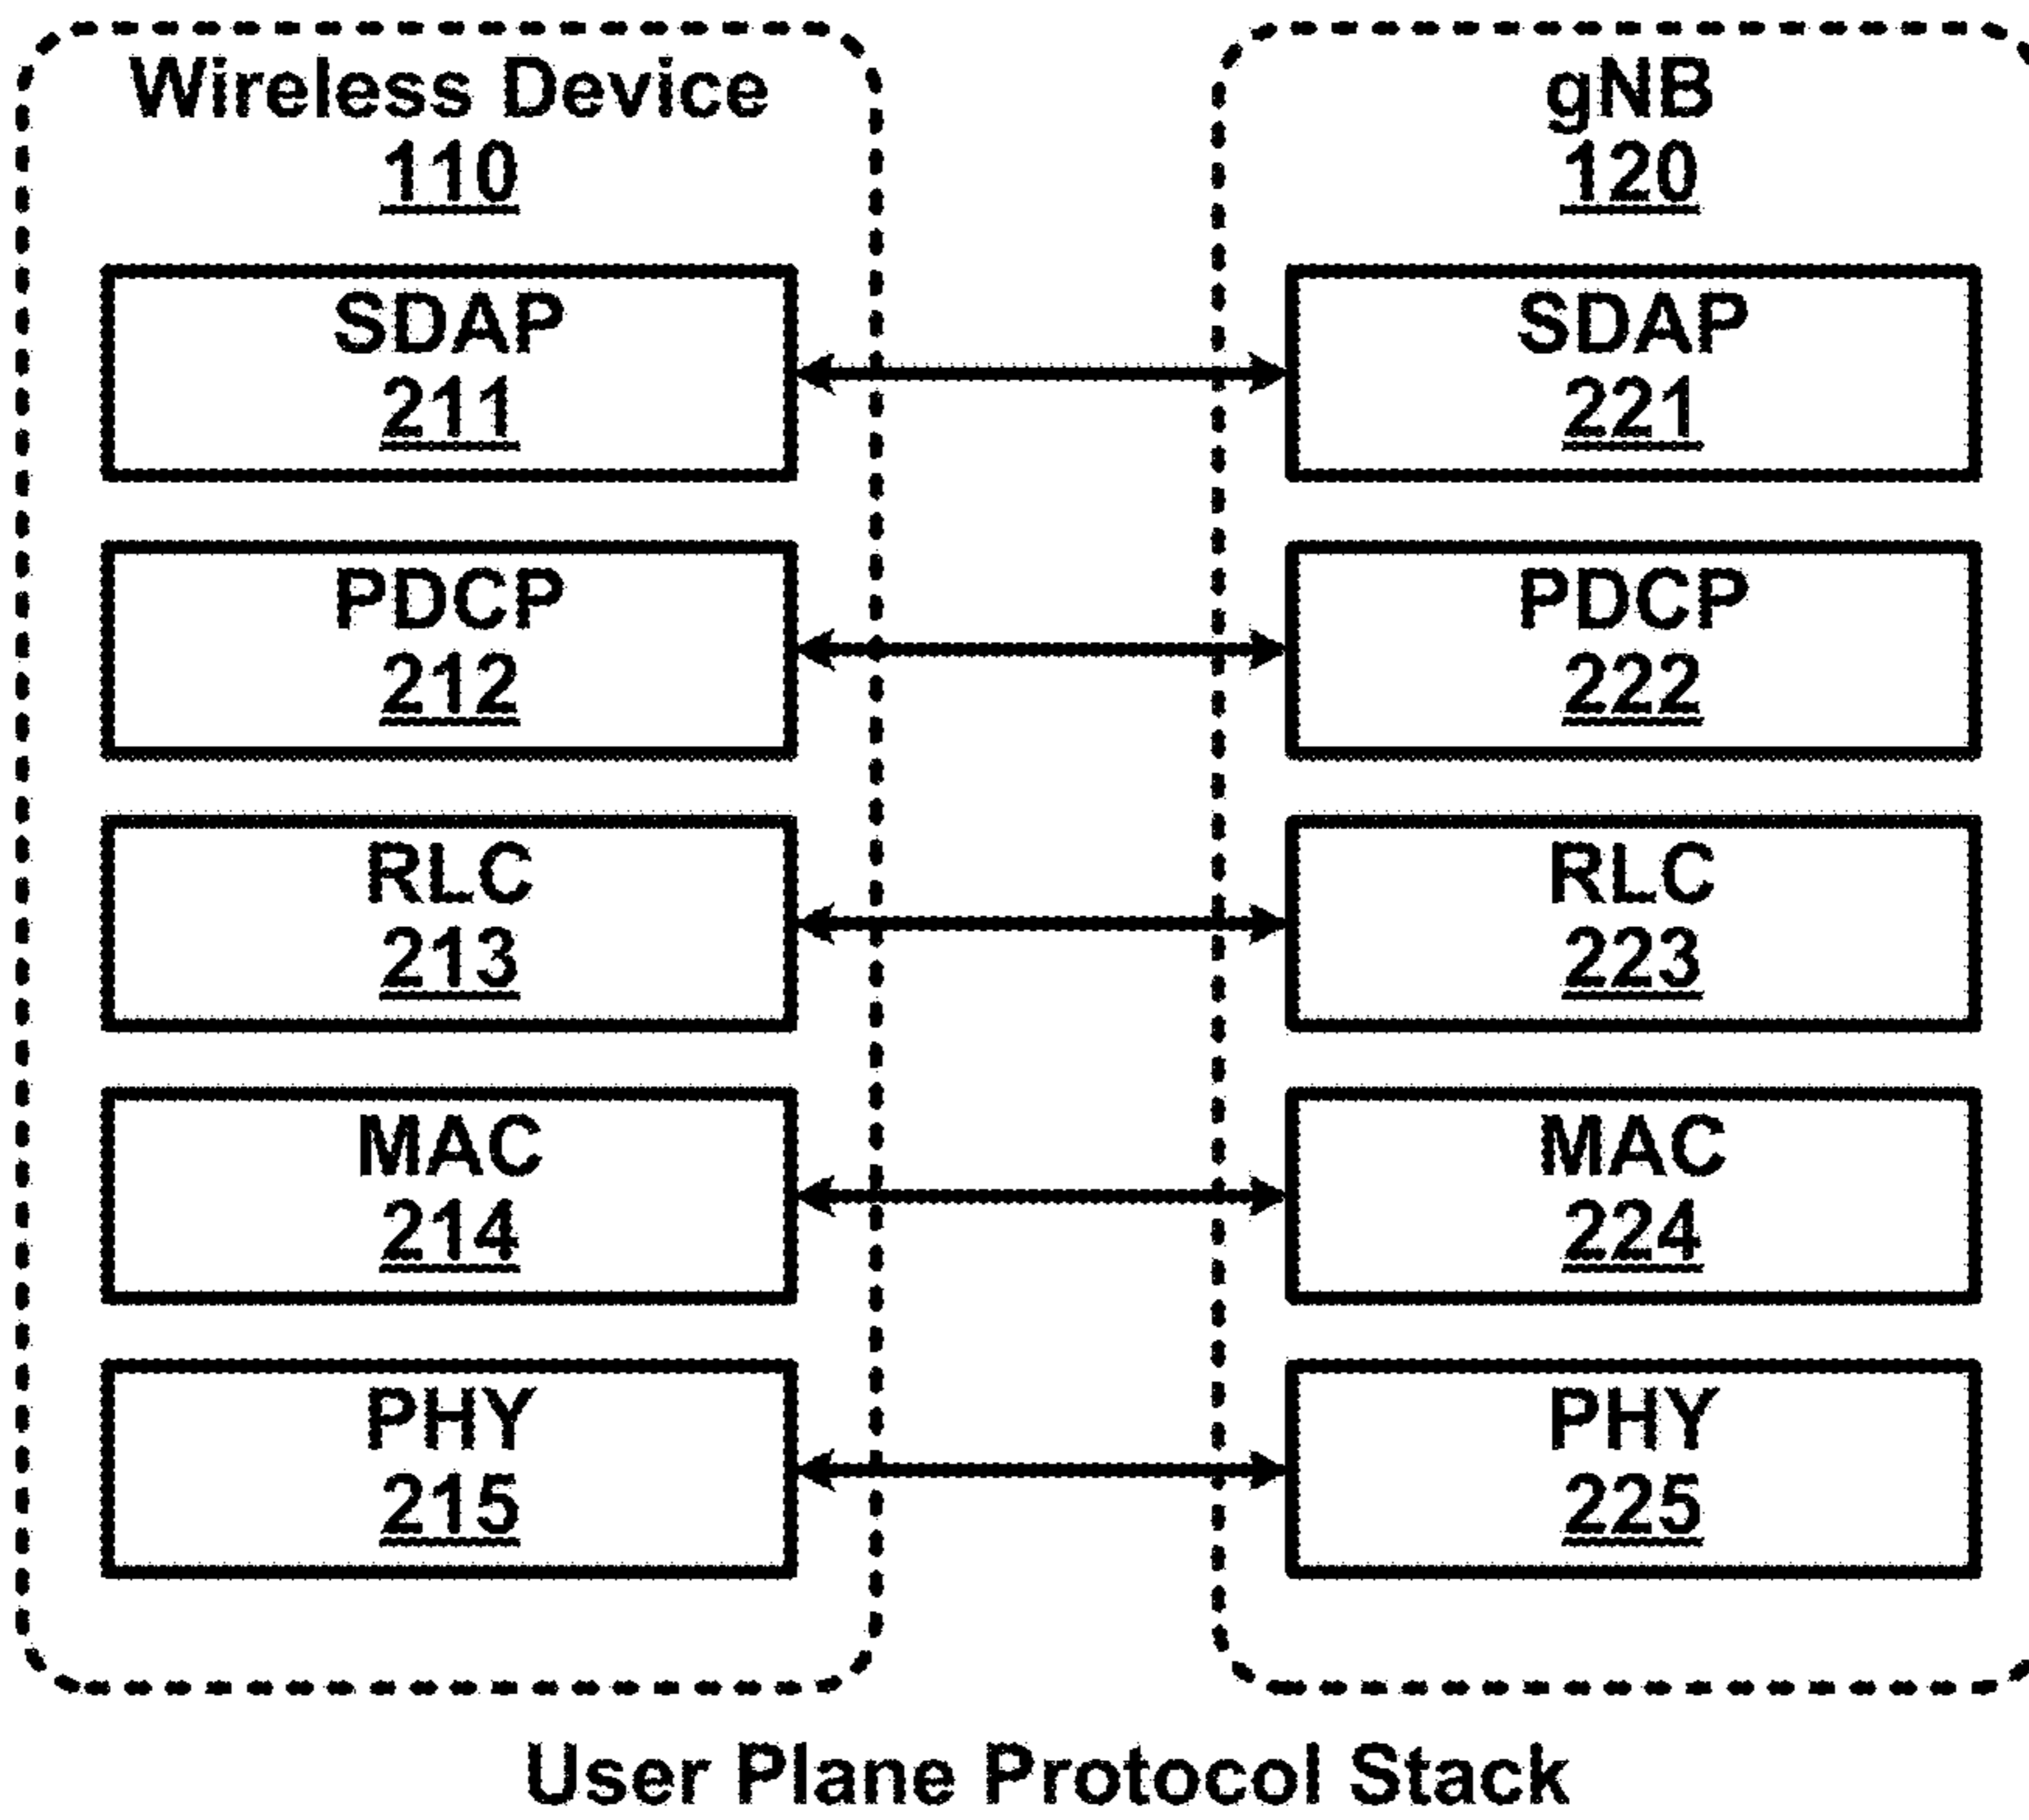 Wireless Device
110
SDAP
211
PDCP
212
RLC
213
MAC
214
PHY
215
gNB
120
SDAP
221
PDCP
222
RLC
223
MAC
224
PHY
225
User Plane Protocol Stack